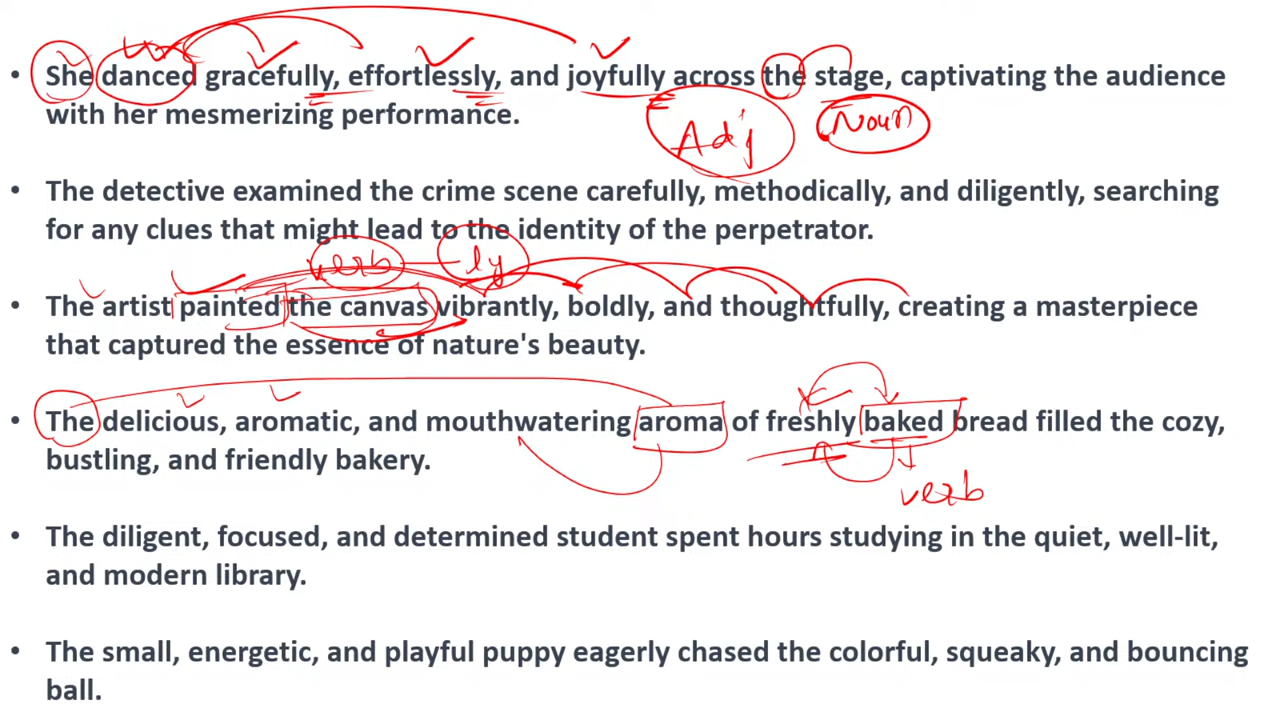 • She danced gracefully, effortlessly, and joyfully across the stage, captivating the audience
with her mesmerizing performance.
Adj
Noun
• The detective examined the crime scene carefully, methodically, and diligently, searching
for any clues that might lead to the identity of the perpetrator.
verb
ly
• The artist painted the canvas vibrantly, boldly, and thoughtfully, creating a masterpiece
that captured the essence of nature's beauty.
• The delicious, aromatic, and mouthwatering aroma of freshly baked bread filled the cozy,
bustling, and friendly bakery.
verb
• The diligent, focused, and determined student spent hours studying in the quiet, well-lit,
and modern library.
• The small, energetic, and playful puppy eagerly chased the colorful, squeaky, and bouncing
ball.